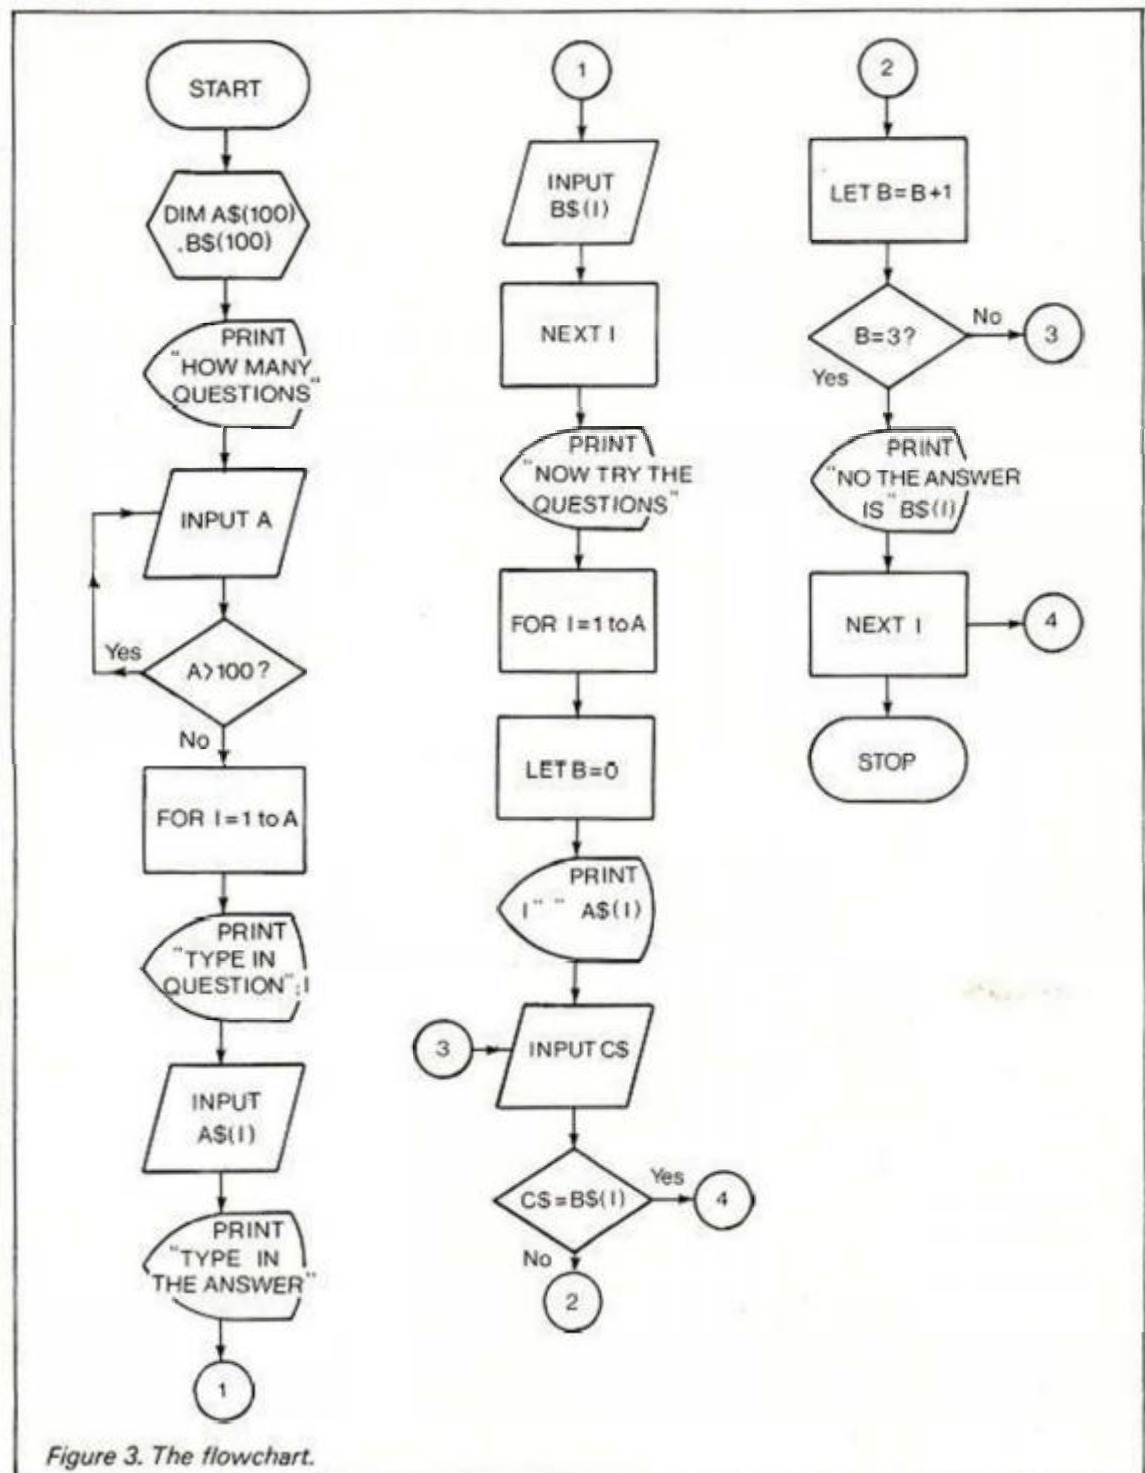 START
DIM A$(100)
.B$(100)
PRINT
"HOW MANY
QUESTIONS"
INPUT A
Yes
A>100?
No
FOR I=1 to A
PRINT
"TYPE IN
QUESTION";I
INPUT
A$(I)
PRINT
"TYPE IN
THE ANSWER"
1
1
INPUT
B$(I)
NEXT I
PRINT
"NOW TRY THE
QUESTIONS"
FOR I=1 to A
LET B=0
PRINT
I" " A$(I)
3
INPUT C$
C$=B$(I)
Yes
4
No
2
2
LET B=B+1
B=3?
No
3
Yes
PRINT
"NO THE ANSWER
IS" B$(I)
NEXT I
4
STOP
Figure 3. The flowchart.